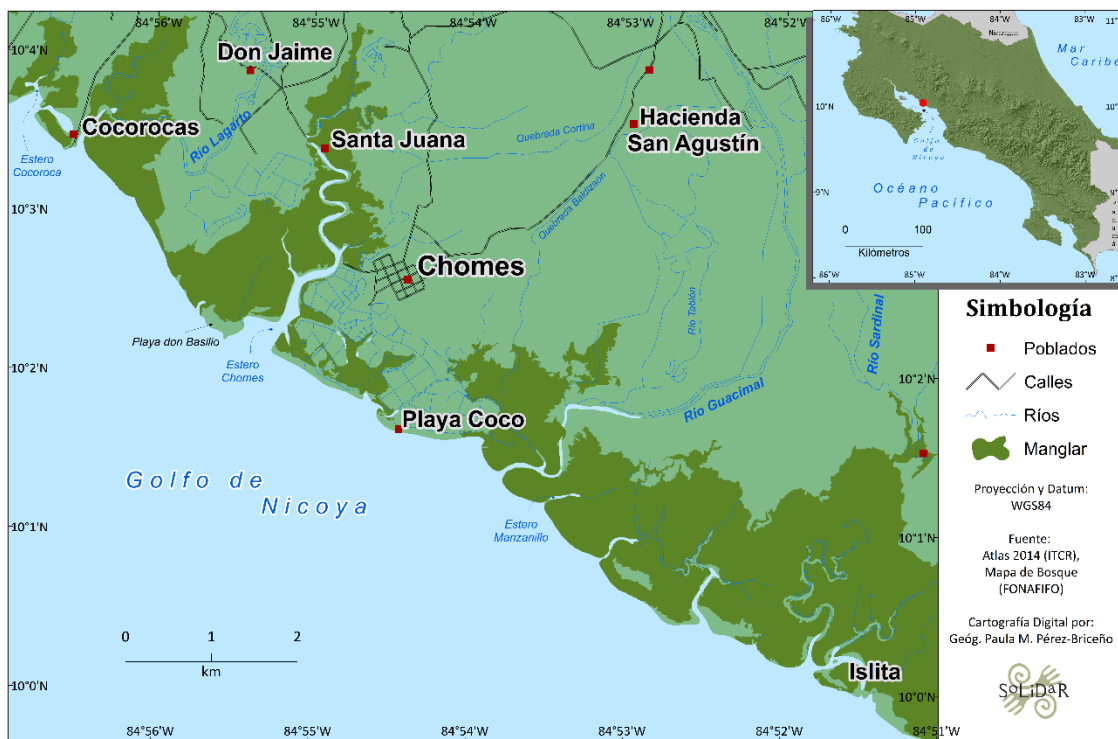 84°56'W 84°55'W 84°54'W 84°53'W 84°52'W
10°4'N
Don Jaime
Cocorocas
Río Lagarto
Santa Juana
Quebrada Cortina
Hacienda
San Agustín
Estero
Cocoroca
10°3'N
Quebrada Baldizaón
Chomes
Río Tablón
Río Sardinal
Playa don Basilio
Estero
Chomes
10°2'N
10°2'N
Río Guacimal
Playa Coco
Golfo de
Nicoya
10°1'N
10°1'N
Estero
Manzanillo
0 1 2
km
Islita
10°0'N
10°0'N
84°56'W 84°55'W 84°54'W 84°53'W 84°52'W 84°51'W
86°W 85°W 84°W 83°W
Nicaragua
Mar
Caribe
10°N
10°N
Golfo
de
Nicoya
9°N
9°N
Océano
Pacífico
0 100
Kilómetros
86°W 85°W 84°W 83°W
Simbología
Poblados
Calles
Ríos
Manglar
Proyección y Datum:
WGS84
Fuente:
Atlas 2014 (ITCR),
Mapa de Bosque
(FONAFIFO)
Cartografía Digital por:
Geóg. Paula M. Pérez-Briceño
SoLiDaR